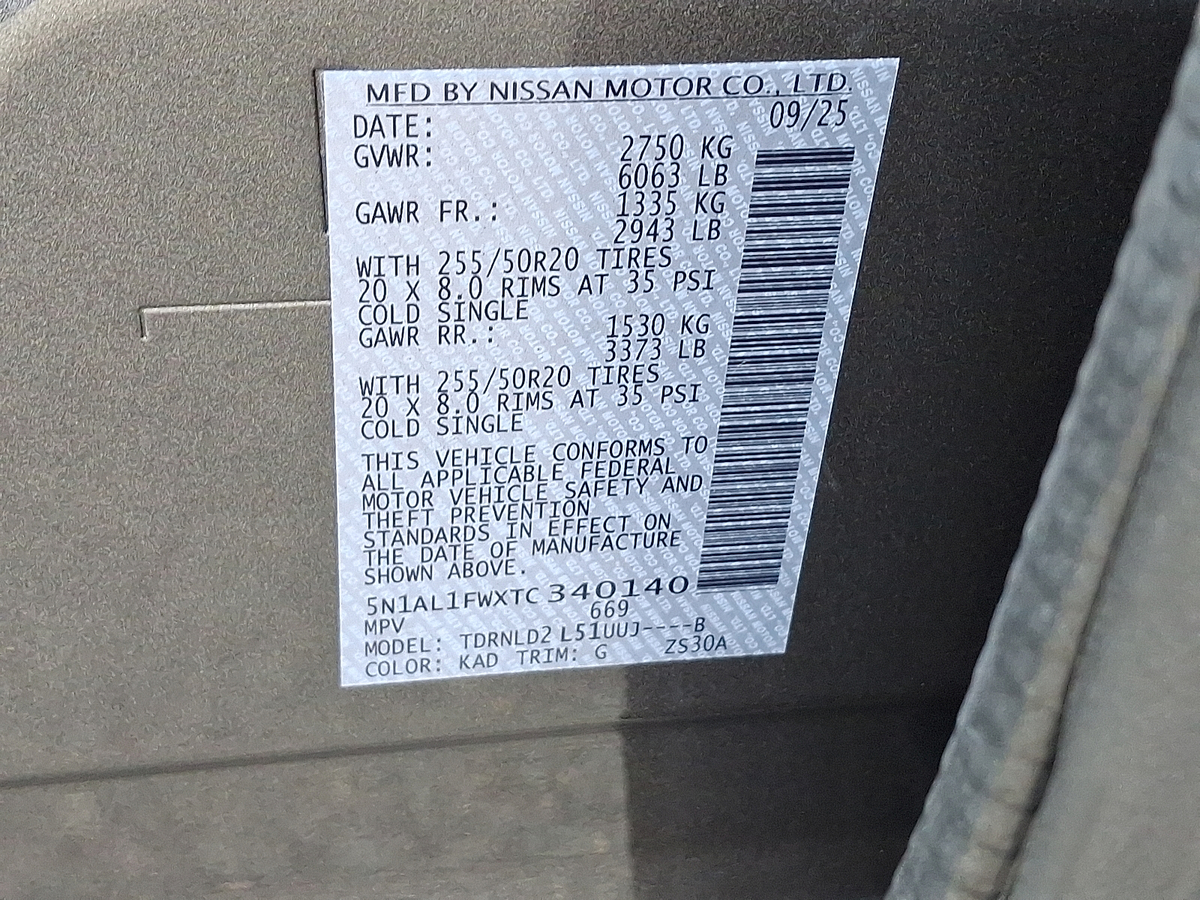 MFD BY NISSAN MOTOR CO., LTD.
DATE: 09/25
GVWR: 2750 KG
6063 LB
GAWR FR.: 1335 KG
2943 LB
WITH 255/50R20 TIRES
20 X 8.0 RIMS AT 35 PSI
COLD SINGLE
GAWR RR.: 1530 KG
3373 LB
WITH 255/50R20 TIRES
20 X 8.0 RIMS AT 35 PSI
COLD SINGLE
THIS VEHICLE CONFORMS TO
ALL APPLICABLE FEDERAL
MOTOR VEHICLE SAFETY AND
THEFT PREVENTION
STANDARDS IN EFFECT ON
THE DATE OF MANUFACTURE
SHOWN ABOVE.
5N1AL1FWXTC340140
MPV 669
MODEL: TDRNLD2 L51UUJ----B
COLOR: KAD TRIM: G ZS30A